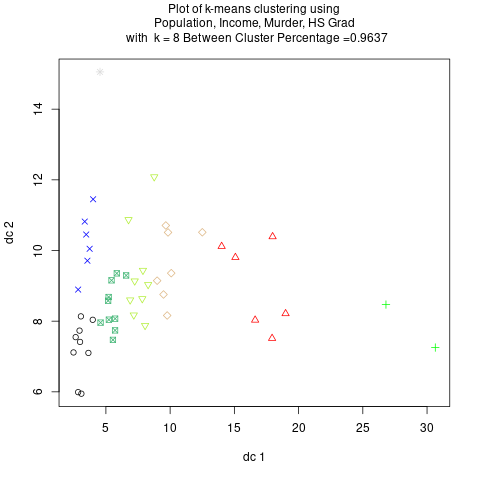 Plot of k-means clustering using
Population, Income, Murder, HS Grad
with k = 8 Between Cluster Percentage =0.9637
14
12
10
8
6
dc 2
5
10
15
20
25
30
dc 1